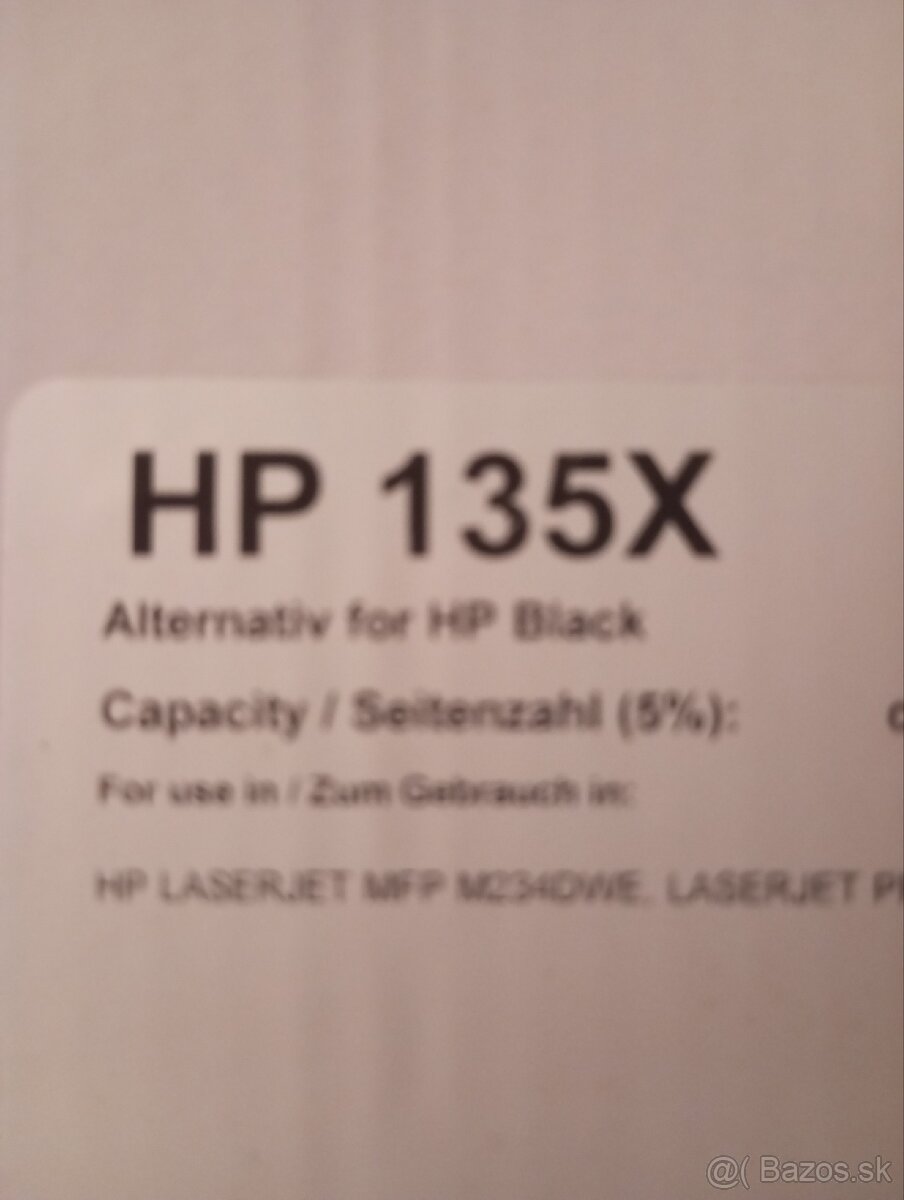 HP 135X
Alternativ for HP Black
Capacity / Seitenzahl (5%):
For use in / Zum Gebrauch in:
HP LASERJET MFP M234DWE, LASERJET
@( Bazos.sk